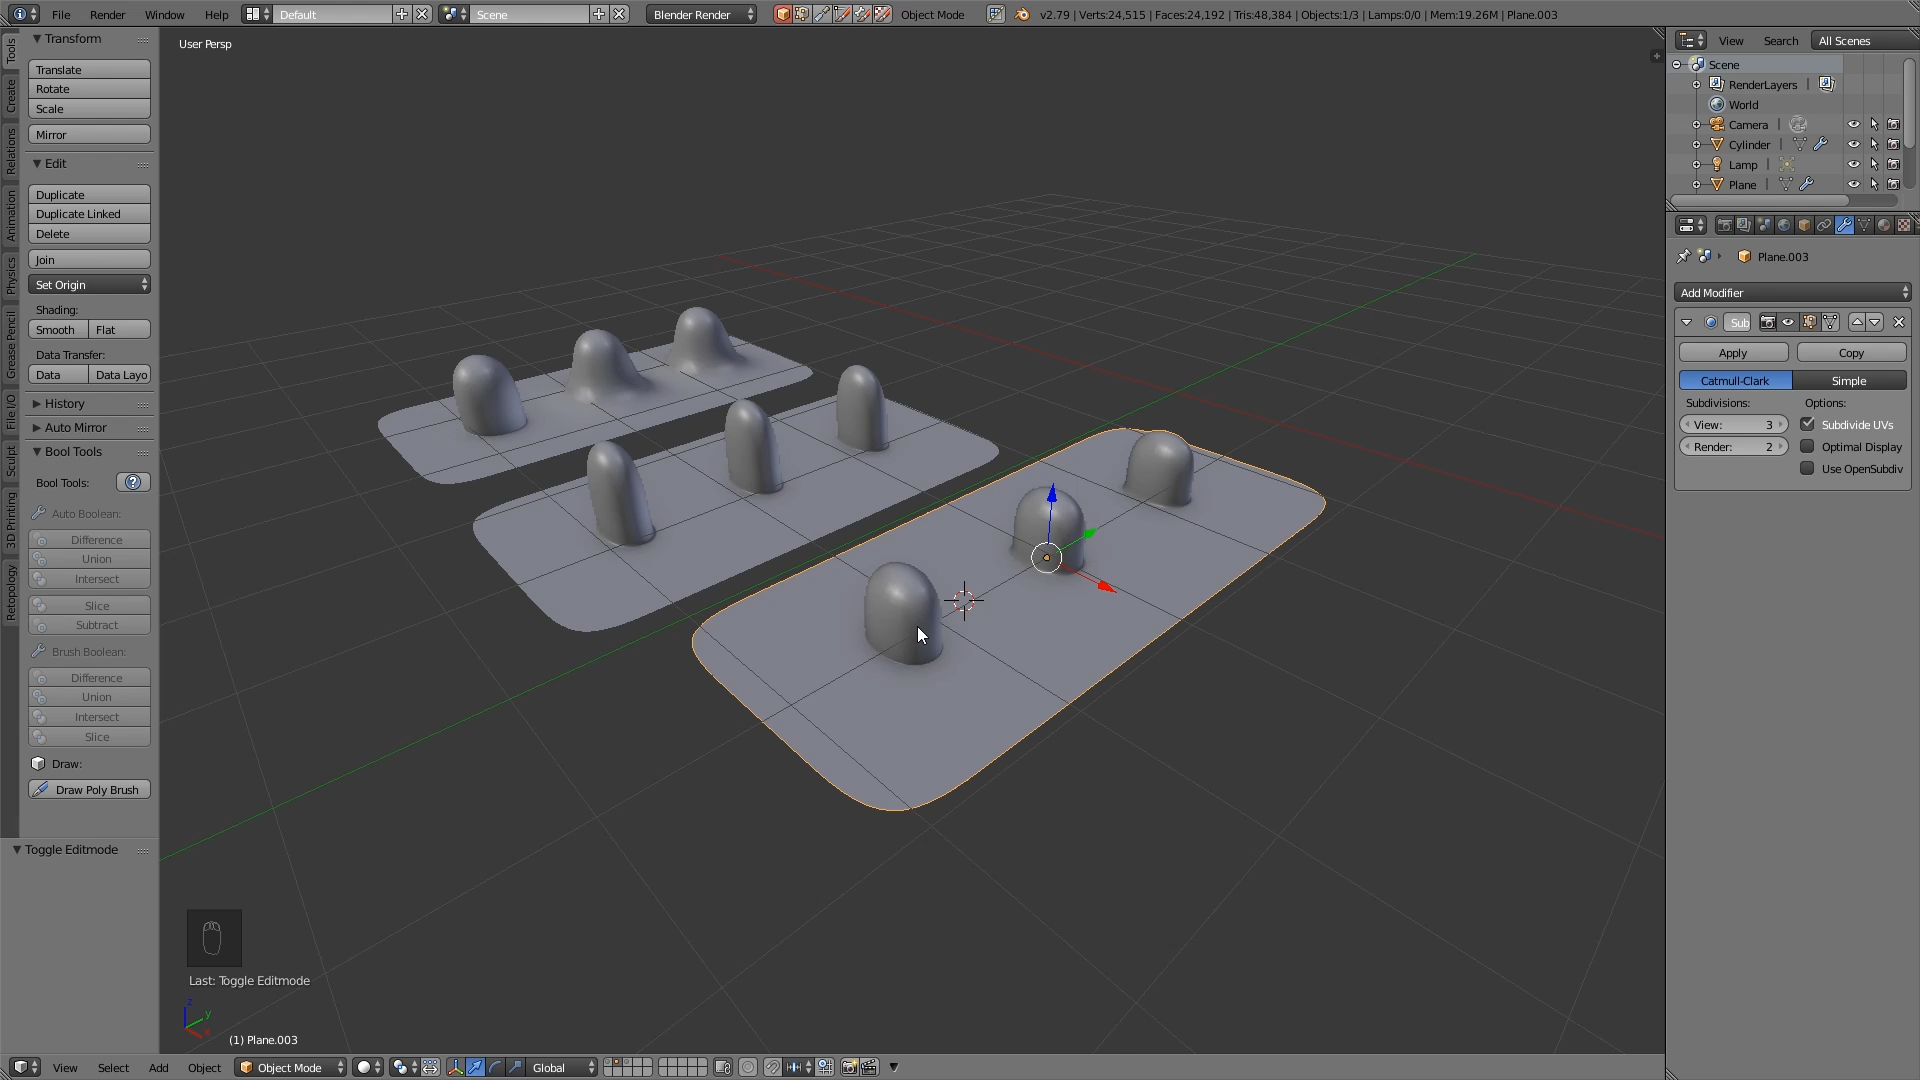 File Render Window Help Default Scene Blender Render Object Mode v2.79 | Verts:24,515 | Faces:24,192 | Tris:48,384 | Objects:1/3 | Lamps:0/0 | Mem:19.26M | Plane.003
Tools
Create
Relations
Animation
Physics
Grease Pencil
File I/O
Sculpt
3D Printing
Retopology
Transform
Translate
Rotate
Scale
Mirror
Edit
Duplicate
Duplicate Linked
Delete
Join
Set Origin
Shading:
Smooth Flat
Data Transfer:
Data Data Layo
History
Auto Mirror
Bool Tools
Bool Tools:
Auto Boolean:
Difference
Union
Intersect
Slice
Subtract
Brush Boolean:
Difference
Union
Intersect
Slice
Draw:
Draw Poly Brush
Toggle Editmode
User Persp
Last: Toggle Editmode
z
y
x
(1) Plane.003
View Select Add Object Object Mode Global
View Search All Scenes
Scene
RenderLayers |
World
Camera |
Cylinder |
Lamp |
Plane |
Plane.003
Add Modifier
Sub
Apply Copy
Catmull-Clark Simple
Subdivisions: Options:
View: 3 Subdivide UVs
Render: 2 Optimal Display
Use OpenSubdiv